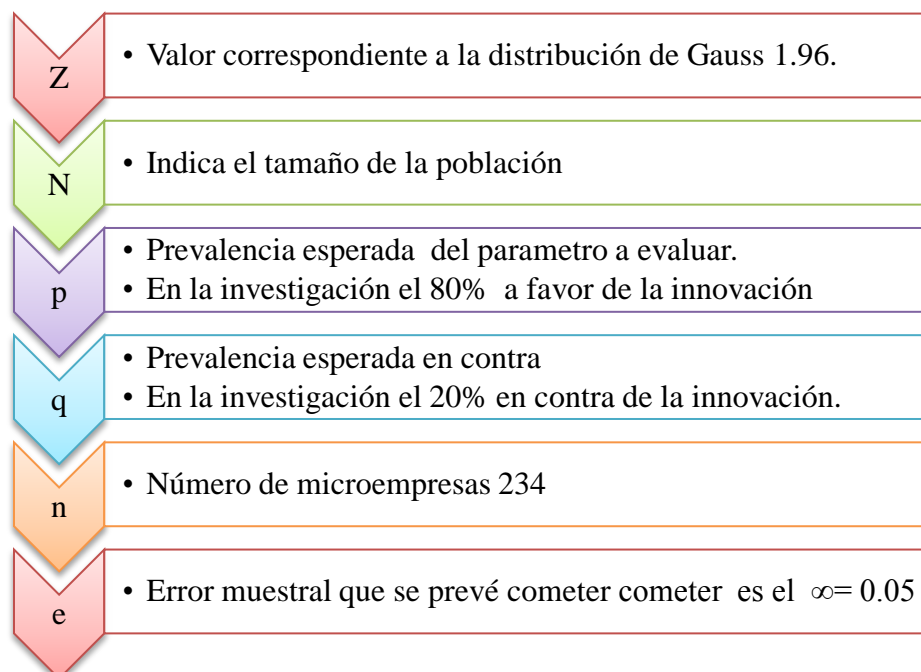 Z
• Valor correspondiente a la distribución de Gauss 1.96.
N
• Indica el tamaño de la población
p
• Prevalencia esperada del parametro a evaluar.
• En la investigación el 80% a favor de la innovación
q
• Prevalencia esperada en contra
• En la investigación el 20% en contra de la innovación.
n
• Número de microempresas 234
e
• Error muestral que se prevé cometer cometer es el ∞= 0.05